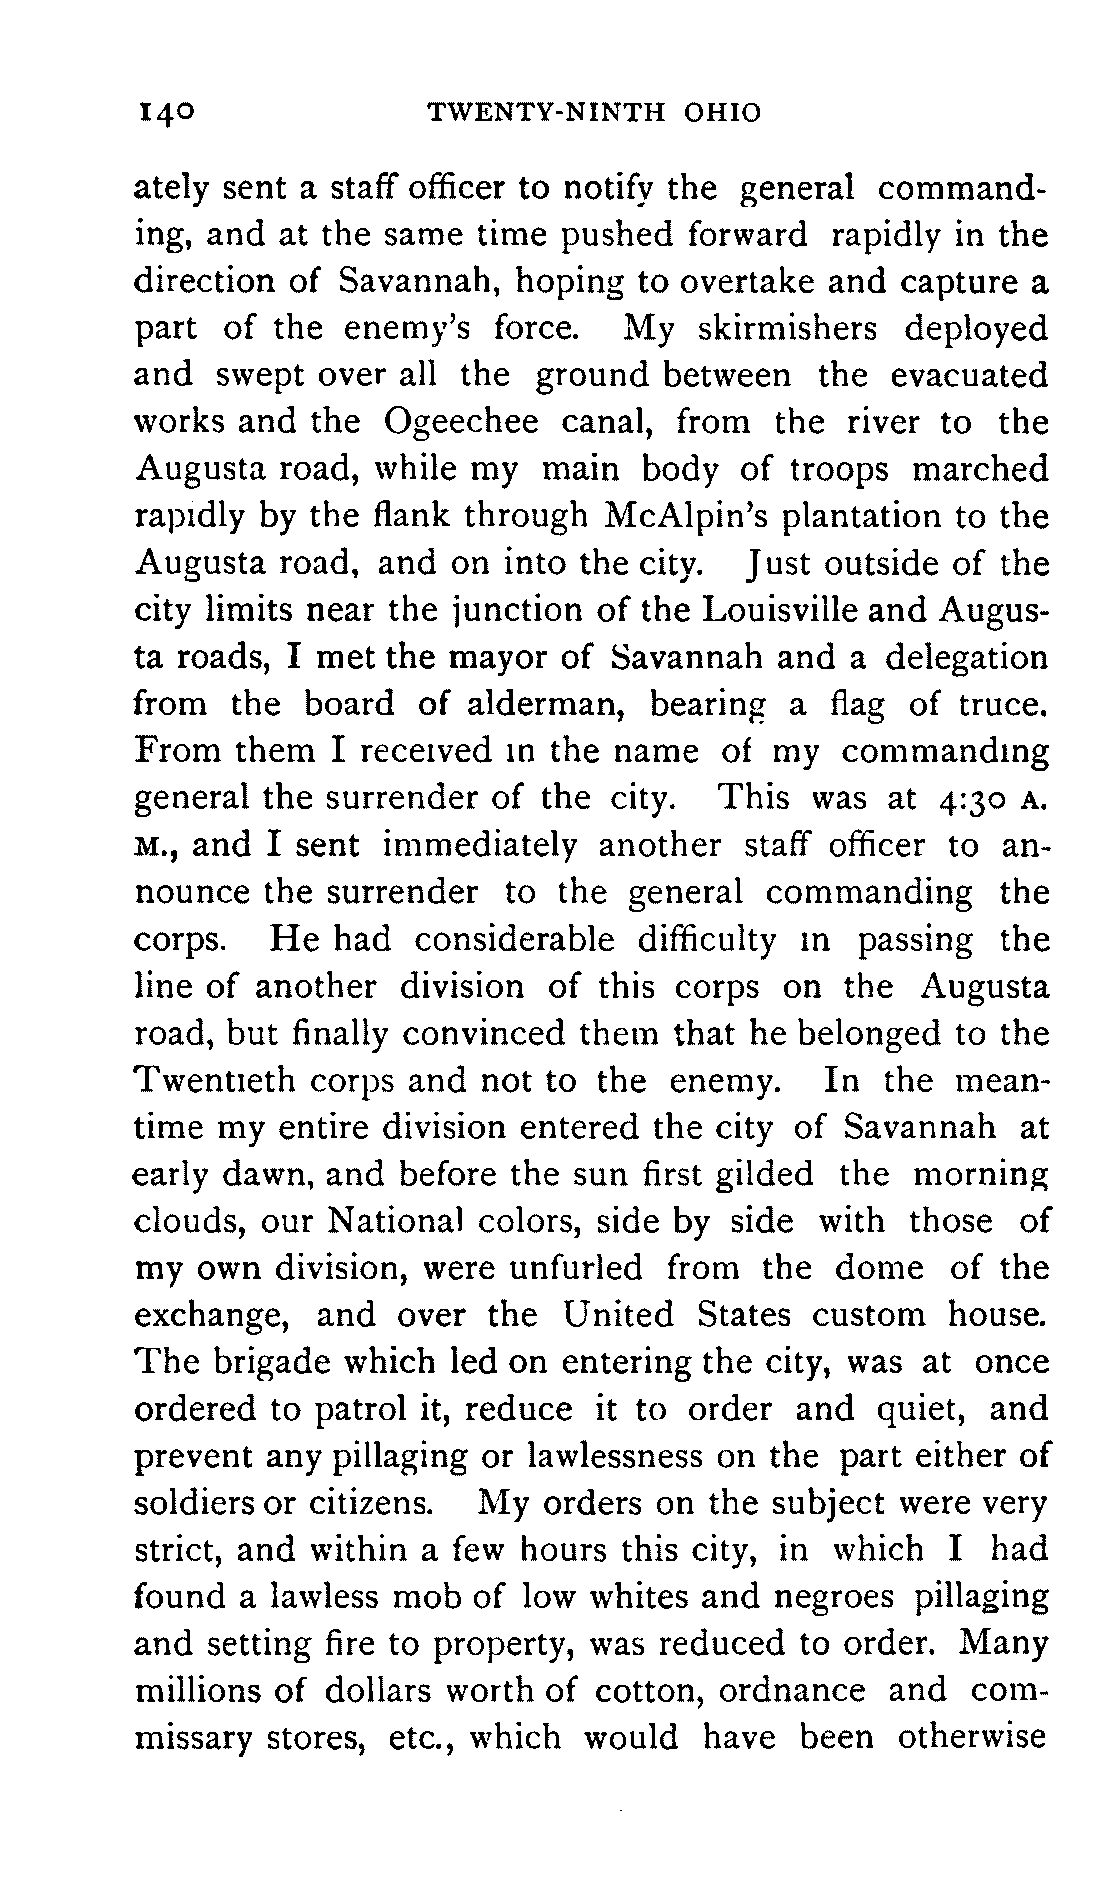 140 TWENTY-NINTH OHIO
ately sent a staff officer to notify the general command-
ing, and at the same time pushed forward rapidly in the
direction of Savannah, hoping to overtake and capture a
part of the enemy's force. My skirmishers deployed
and swept over all the ground between the evacuated
works and the Ogeechee canal, from the river to the
Augusta road, while my main body of troops marched
rapidly by the flank through McAlpin's plantation to the
Augusta road, and on into the city. Just outside of the
city limits near the junction of the Louisville and Augus-
ta roads, I met the mayor of Savannah and a delegation
from the board of alderman, bearing a flag of truce.
From them I received in the name of my commanding
general the surrender of the city. This was at 4:30 A.
M., and I sent immediately another staff officer to an-
nounce the surrender to the general commanding the
corps. He had considerable difficulty in passing the
line of another division of this corps on the Augusta
road, but finally convinced them that he belonged to the
Twentieth corps and not to the enemy. In the mean-
time my entire division entered the city of Savannah at
early dawn, and before the sun first gilded the morning
clouds, our National colors, side by side with those of
my own division, were unfurled from the dome of the
exchange, and over the United States custom house.
The brigade which led on entering the city, was at once
ordered to patrol it, reduce it to order and quiet, and
prevent any pillaging or lawlessness on the part either of
soldiers or citizens. My orders on the subject were very
strict, and within a few hours this city, in which I had
found a lawless mob of low whites and negroes pillaging
and setting fire to property, was reduced to order. Many
millions of dollars worth of cotton, ordnance and com-
missary stores, etc., which would have been otherwise